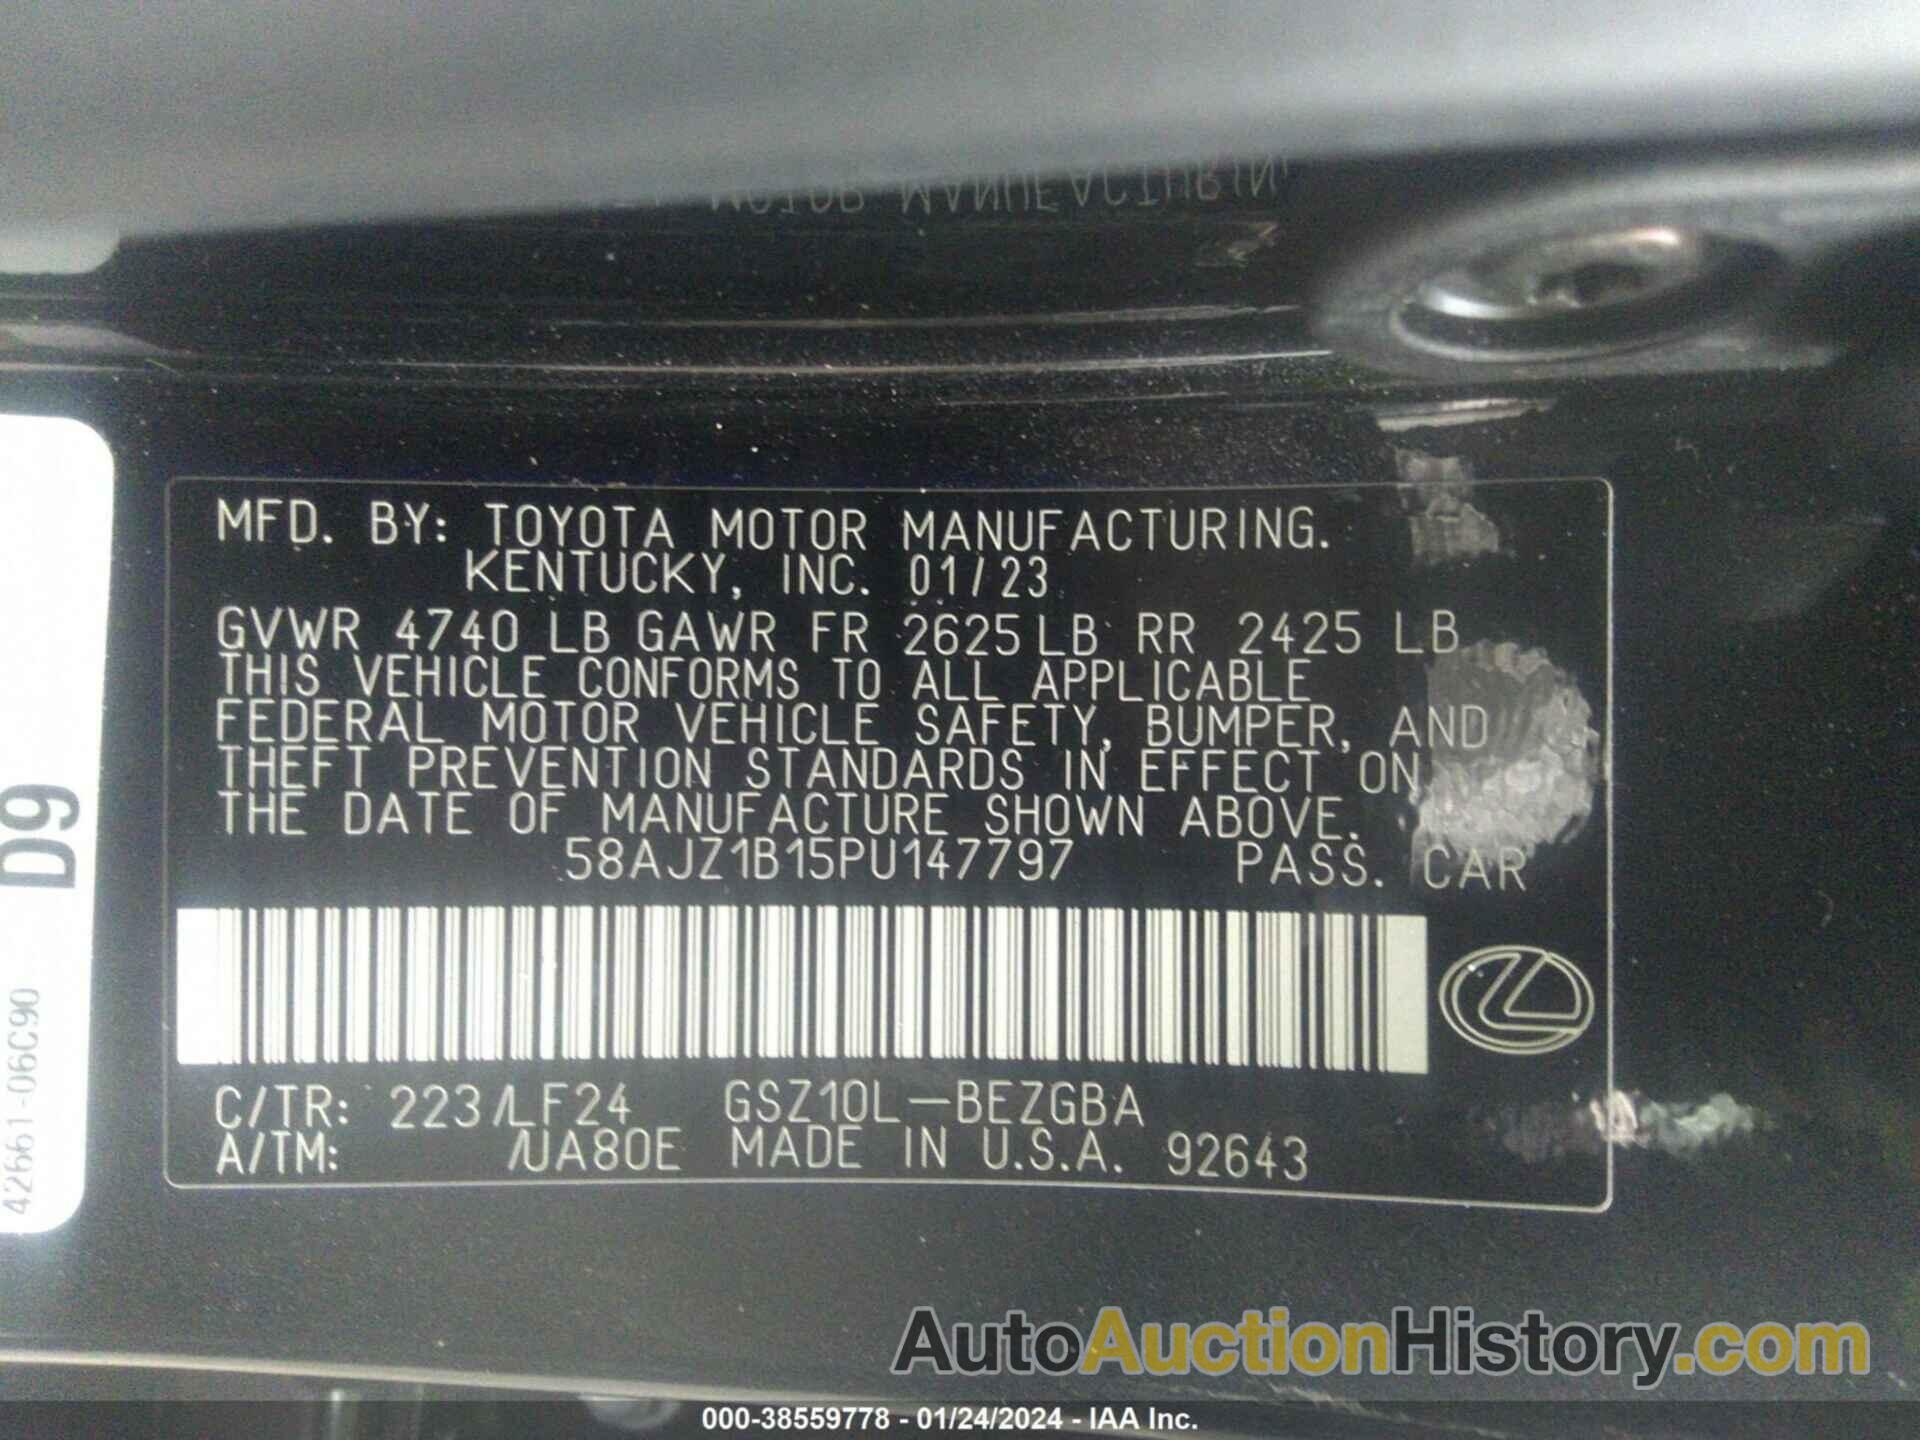 MFD. BY: TOYOTA MOTOR MANUFACTURING.
KENTUCKY, INC. 01/23
GVWR 4740 LB GAWR FR 2625 LB RR 2425 LB
THIS VEHICLE CONFORMS TO ALL APPLICABLE
FEDERAL MOTOR VEHICLE SAFETY, BUMPER, AND
THEFT PREVENTION STANDARDS IN EFFECT ON
THE DATE OF MANUFACTURE SHOWN ABOVE.
58AJZ1B15PU147797 PASS. CAR
C/TR: 223/LF24 GSZ10L-BEZGBA
A/TM: /UA80E MADE IN U.S.A. 92643
D9
42661-06C90
AutoAuctionHistory.com
000-38559778 - 01/24/2024 - IAA Inc.